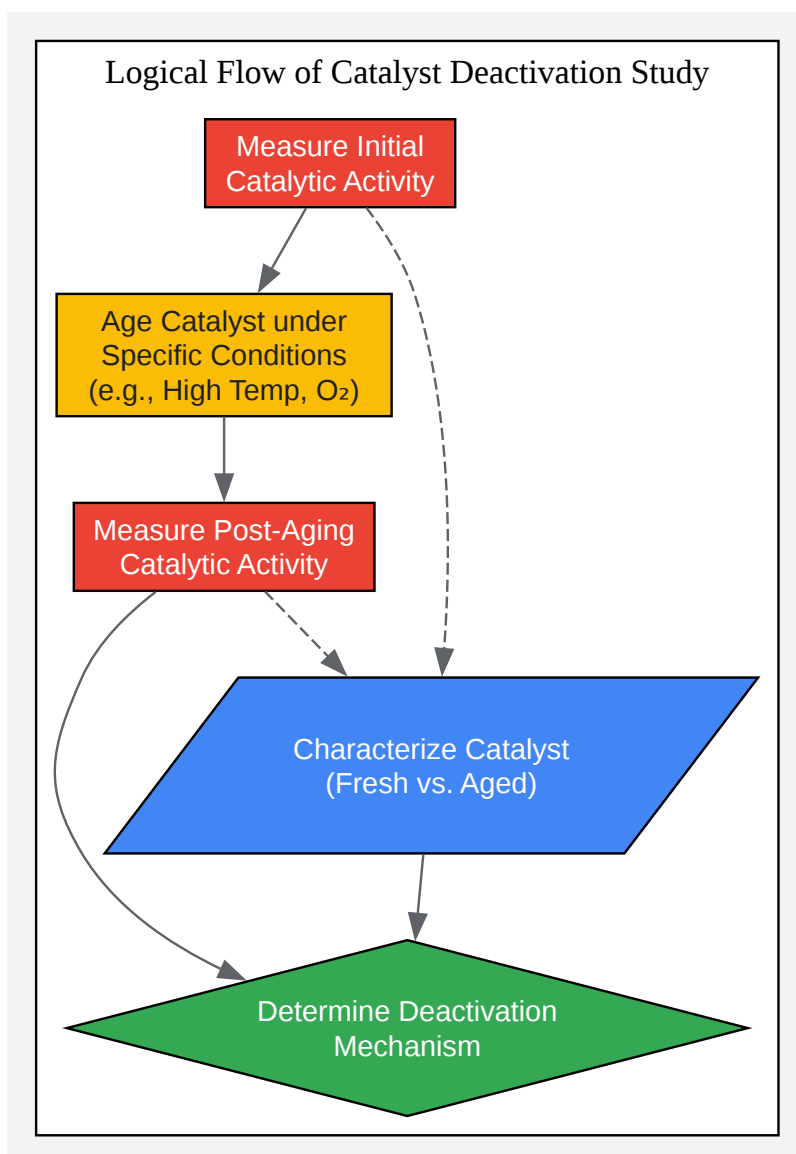 Logical Flow of Catalyst Deactivation Study
Measure Initial
Catalytic Activity
Age Catalyst under
Specific Conditions
(e.g., High Temp, O₂)
Measure Post-Aging
Catalytic Activity
Characterize Catalyst
(Fresh vs. Aged)
Determine Deactivation
Mechanism